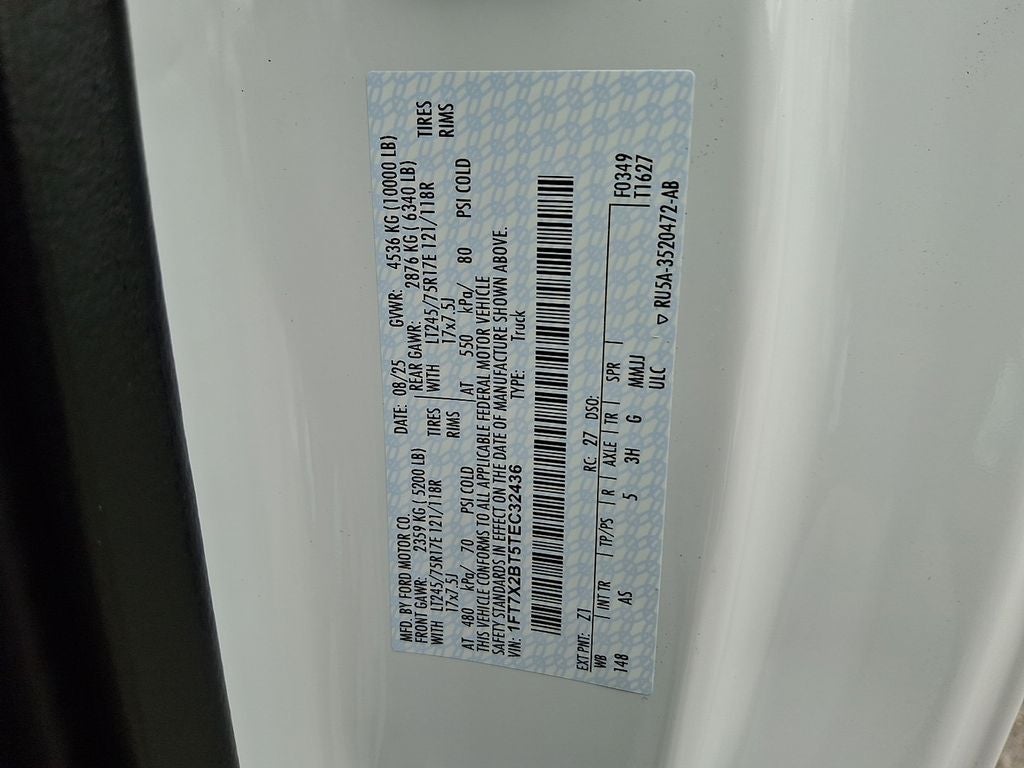 MFD. BY FORD MOTOR CO. DATE: 08/25 GVWR: 4536 KG (10000 LB)
FRONT GAWR: 2359 KG ( 5200 LB) REAR GAWR: 2876 KG ( 6340 LB)
WITH LT245/75R17E 121/118R TIRES WITH LT245/75R17E 121/118R TIRES
17x7.5J RIMS 17x7.5J RIMS
AT 480 kPa/ 70 PSI COLD AT 550 kPa/ 80 PSI COLD
THIS VEHICLE CONFORMS TO ALL APPLICABLE FEDERAL MOTOR VEHICLE
SAFETY STANDARDS IN EFFECT ON THE DATE OF MANUFACTURE SHOWN ABOVE.
VIN: 1FT7X2BT5TEC32436 TYPE: Truck
EXT PNT: Z1 RC: 27 DSO:
WB INT TR TP/PS R AXLE TR SPR F0349
148 AS 5 3H G MMJJ T1627
ULC ▽ RU5A-3520472-AB